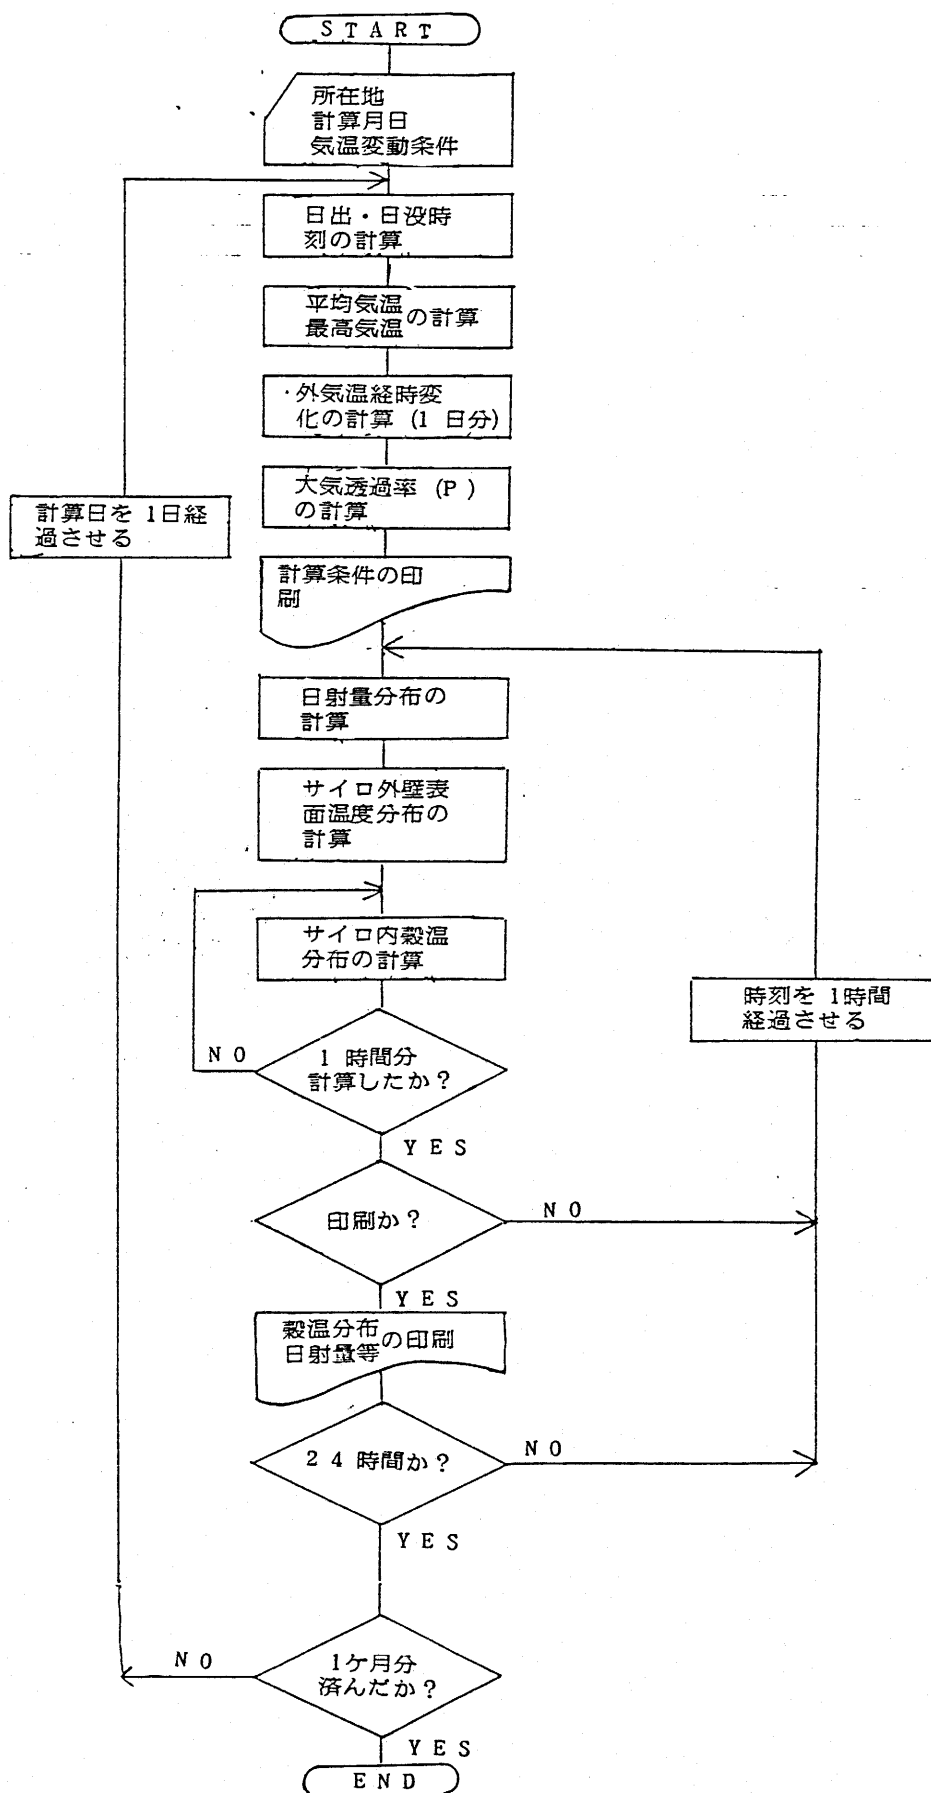 START
所在地
計算月日
気温変動条件
日出・日没時
刻の計算
平均気温
最高気温の計算
・外気温経時変
化の計算 (1 日分)
大気透過率 (P )
の計算
計算日を 1日経
過させる
計算条件の印
刷
日射量分布の
計算
サイロ外壁表
面温度分布の
計算
サイロ内穀温
分布の計算
時刻を 1時間
経過させる
NO
1 時間分
計算したか?
YES
印刷か?
NO
YES
穀温分布
日射量等の印刷
24 時間か?
NO
YES
NO
1ケ月分
済んだか?
YES
END